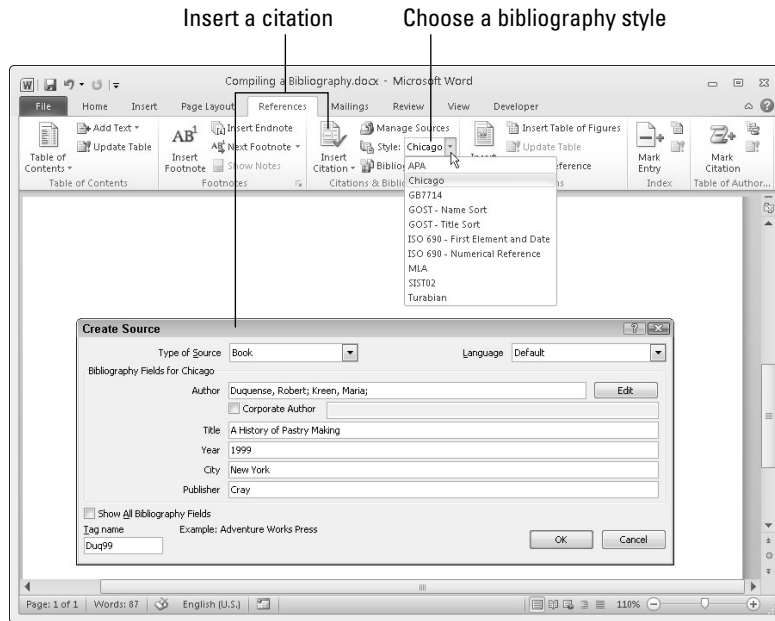 Insert a citation Choose a bibliography style
Compiling a Bibliography.docx - Microsoft Word
File Home Insert Page Layout References Mailings Review View Developer
Add Text
Update Table
Table of
Contents
Table of Contents
AB1
Insert
Footnote
Insert Endnote
Next Footnote
Show Notes
Footnotes
Insert
Citation
Manage Sources
Style: Chicago
Citations &
APA
Chicago
GB7714
GOST - Name Sort
GOST - Title Sort
ISO 690 - First Element and Date
ISO 690 - Numerical Reference
MLA
SIST02
Turabian
Insert Table of Figures
Update Table
Mark
Entry
Index
Mark
Citation
Table of Author...
Create Source
Type of Source Book Language Default
Bibliography Fields for Chicago
Author Duquense, Robert; Kreen, Maria; Edit
Corporate Author
Title A History of Pastry Making
Year 1999
City New York
Publisher Cray
Show All Bibliography Fields
Tag name Example: Adventure Works Press
Duq99
OK Cancel
Page: 1 of 1 Words: 87 English (U.S.) 110%